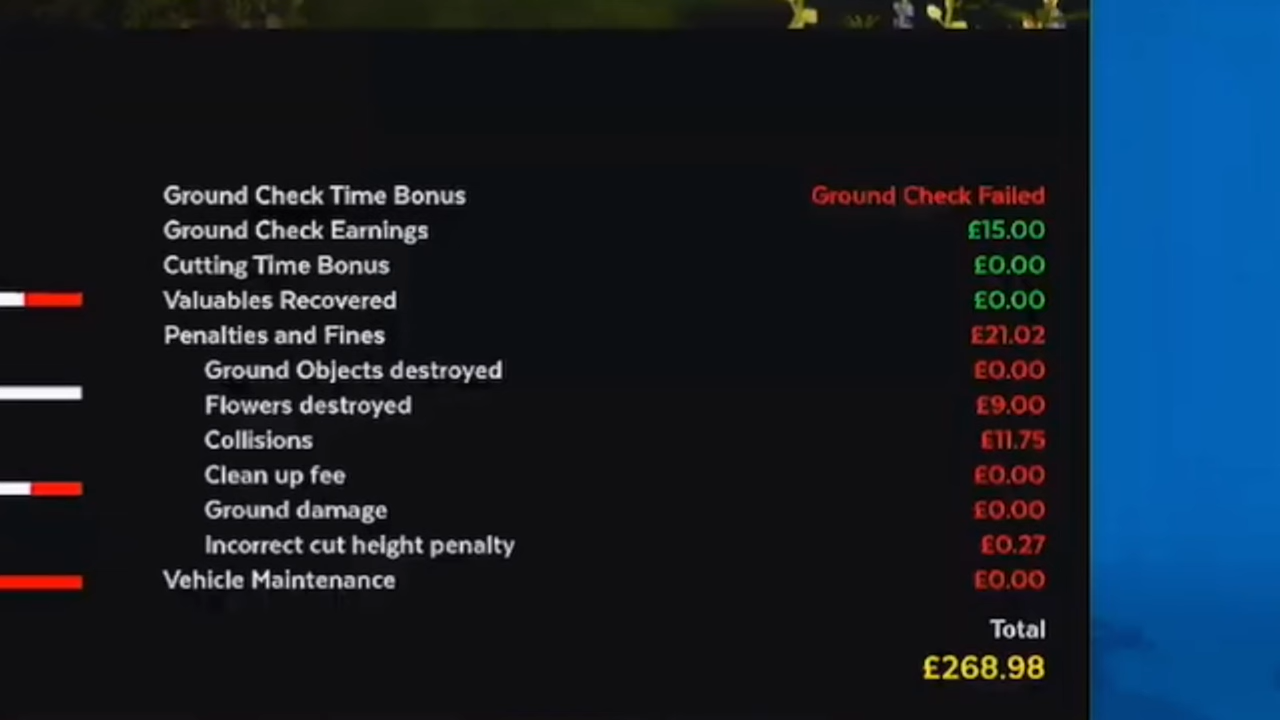 Ground Check Time Bonus Ground Check Failed
Ground Check Earnings £15.00
Cutting Time Bonus £0.00
Valuables Recovered £0.00
Penalties and Fines £21.02
Ground Objects destroyed £0.00
Flowers destroyed £9.00
Collisions £11.75
Clean up fee £0.00
Ground damage £0.00
Incorrect cut height penalty £0.27
Vehicle Maintenance £0.00
Total
£268.98